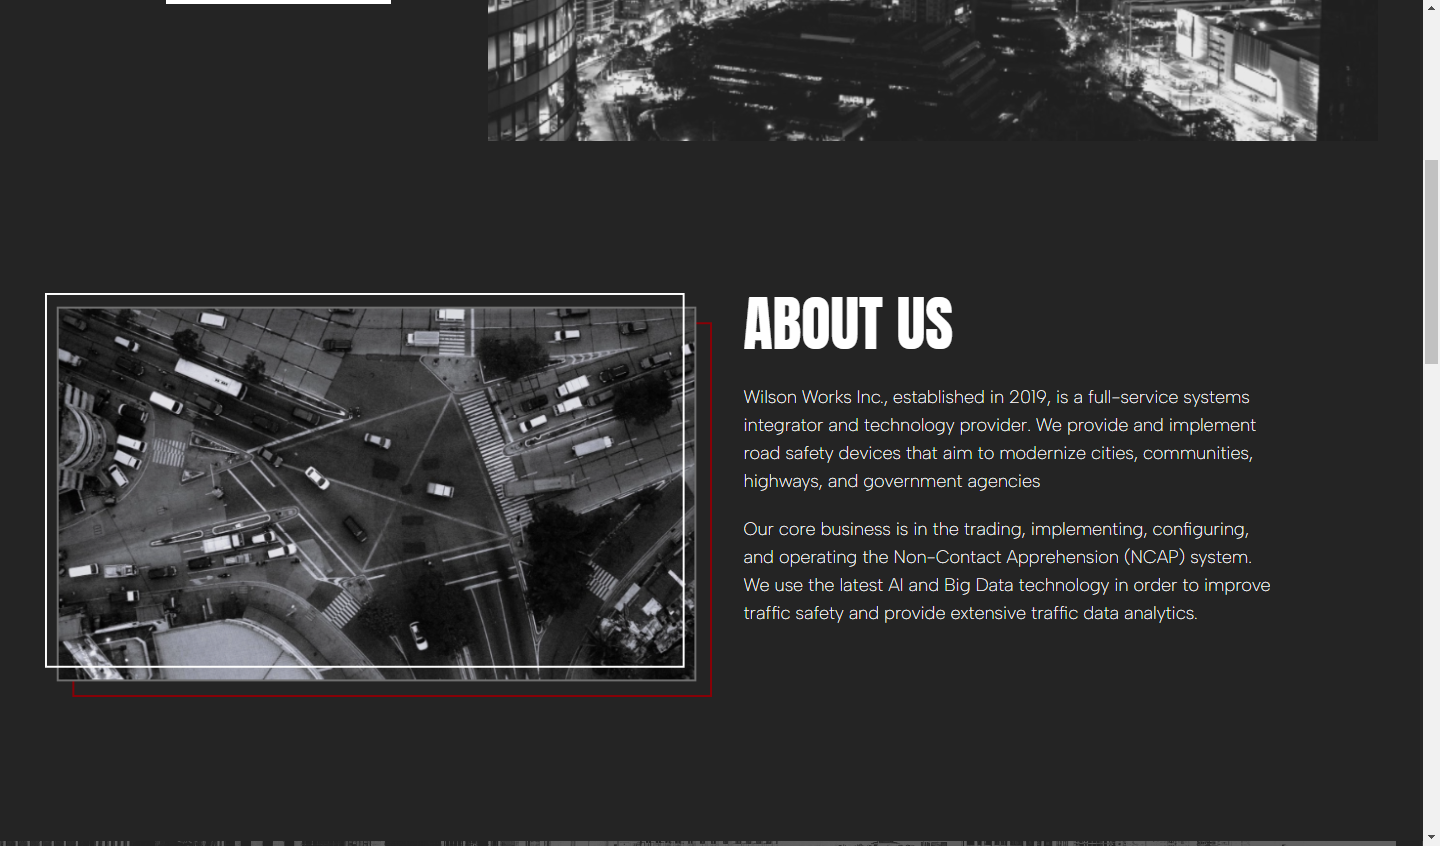 ABOUT US
Wilson Works Inc., established in 2019, is a full-service systems
integrator and technology provider. We provide and implement
road safety devices that aim to modernize cities, communities,
highways, and government agencies
Our core business is in the trading, implementing, configuring,
and operating the Non-Contact Apprehension (NCAP) system.
We use the latest AI and Big Data technology in order to improve
traffic safety and provide extensive traffic data analytics.